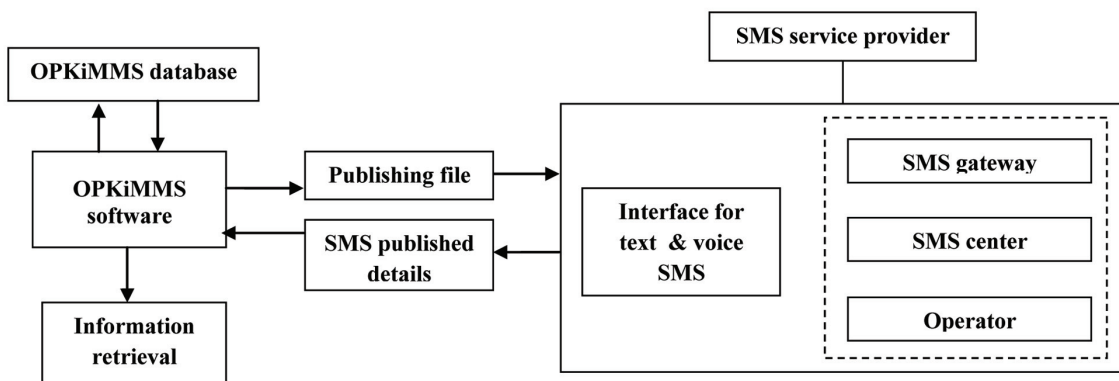 SMS service provider
OPKiMMS database
OPKiMMS
software
Publishing file
SMS published
details
Information
retrieval
Interface for
text & voice
SMS
SMS gateway
SMS center
Operator